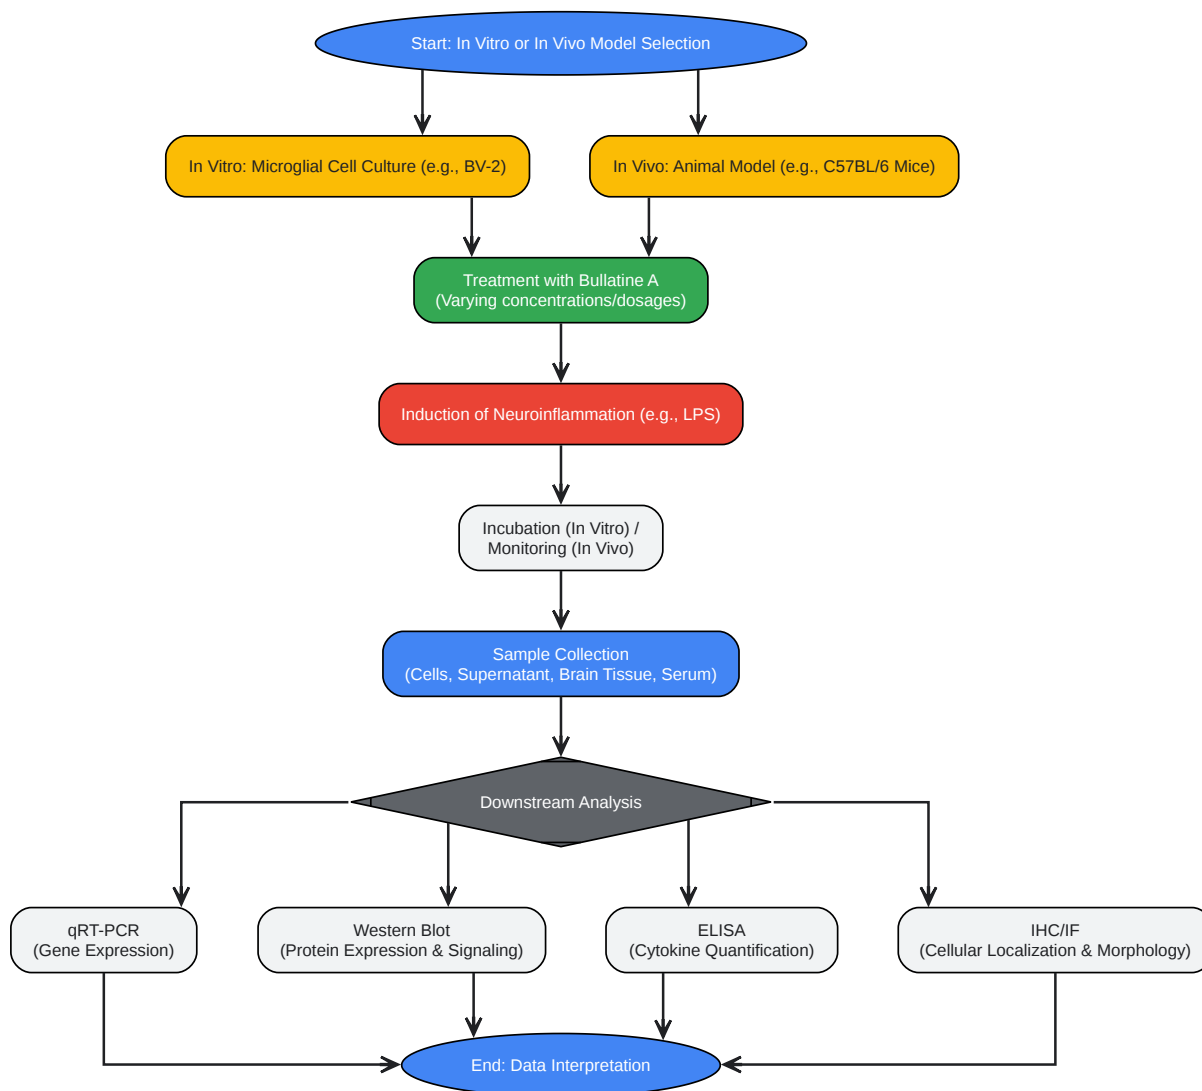 Start: In Vitro or In Vivo Model Selection
In Vitro: Microglial Cell Culture (e.g., BV-2)
In Vivo: Animal Model (e.g., C57BL/6 Mice)
Treatment with Bullatine A
(Varying concentrations/dosages)
Induction of Neuroinflammation (e.g., LPS)
Incubation (In Vitro) /
Monitoring (In Vivo)
Sample Collection
(Cells, Supernatant, Brain Tissue, Serum)
Downstream Analysis
qRT-PCR
(Gene Expression)
Western Blot
(Protein Expression & Signaling)
ELISA
(Cytokine Quantification)
IHC/IF
(Cellular Localization & Morphology)
End: Data Interpretation